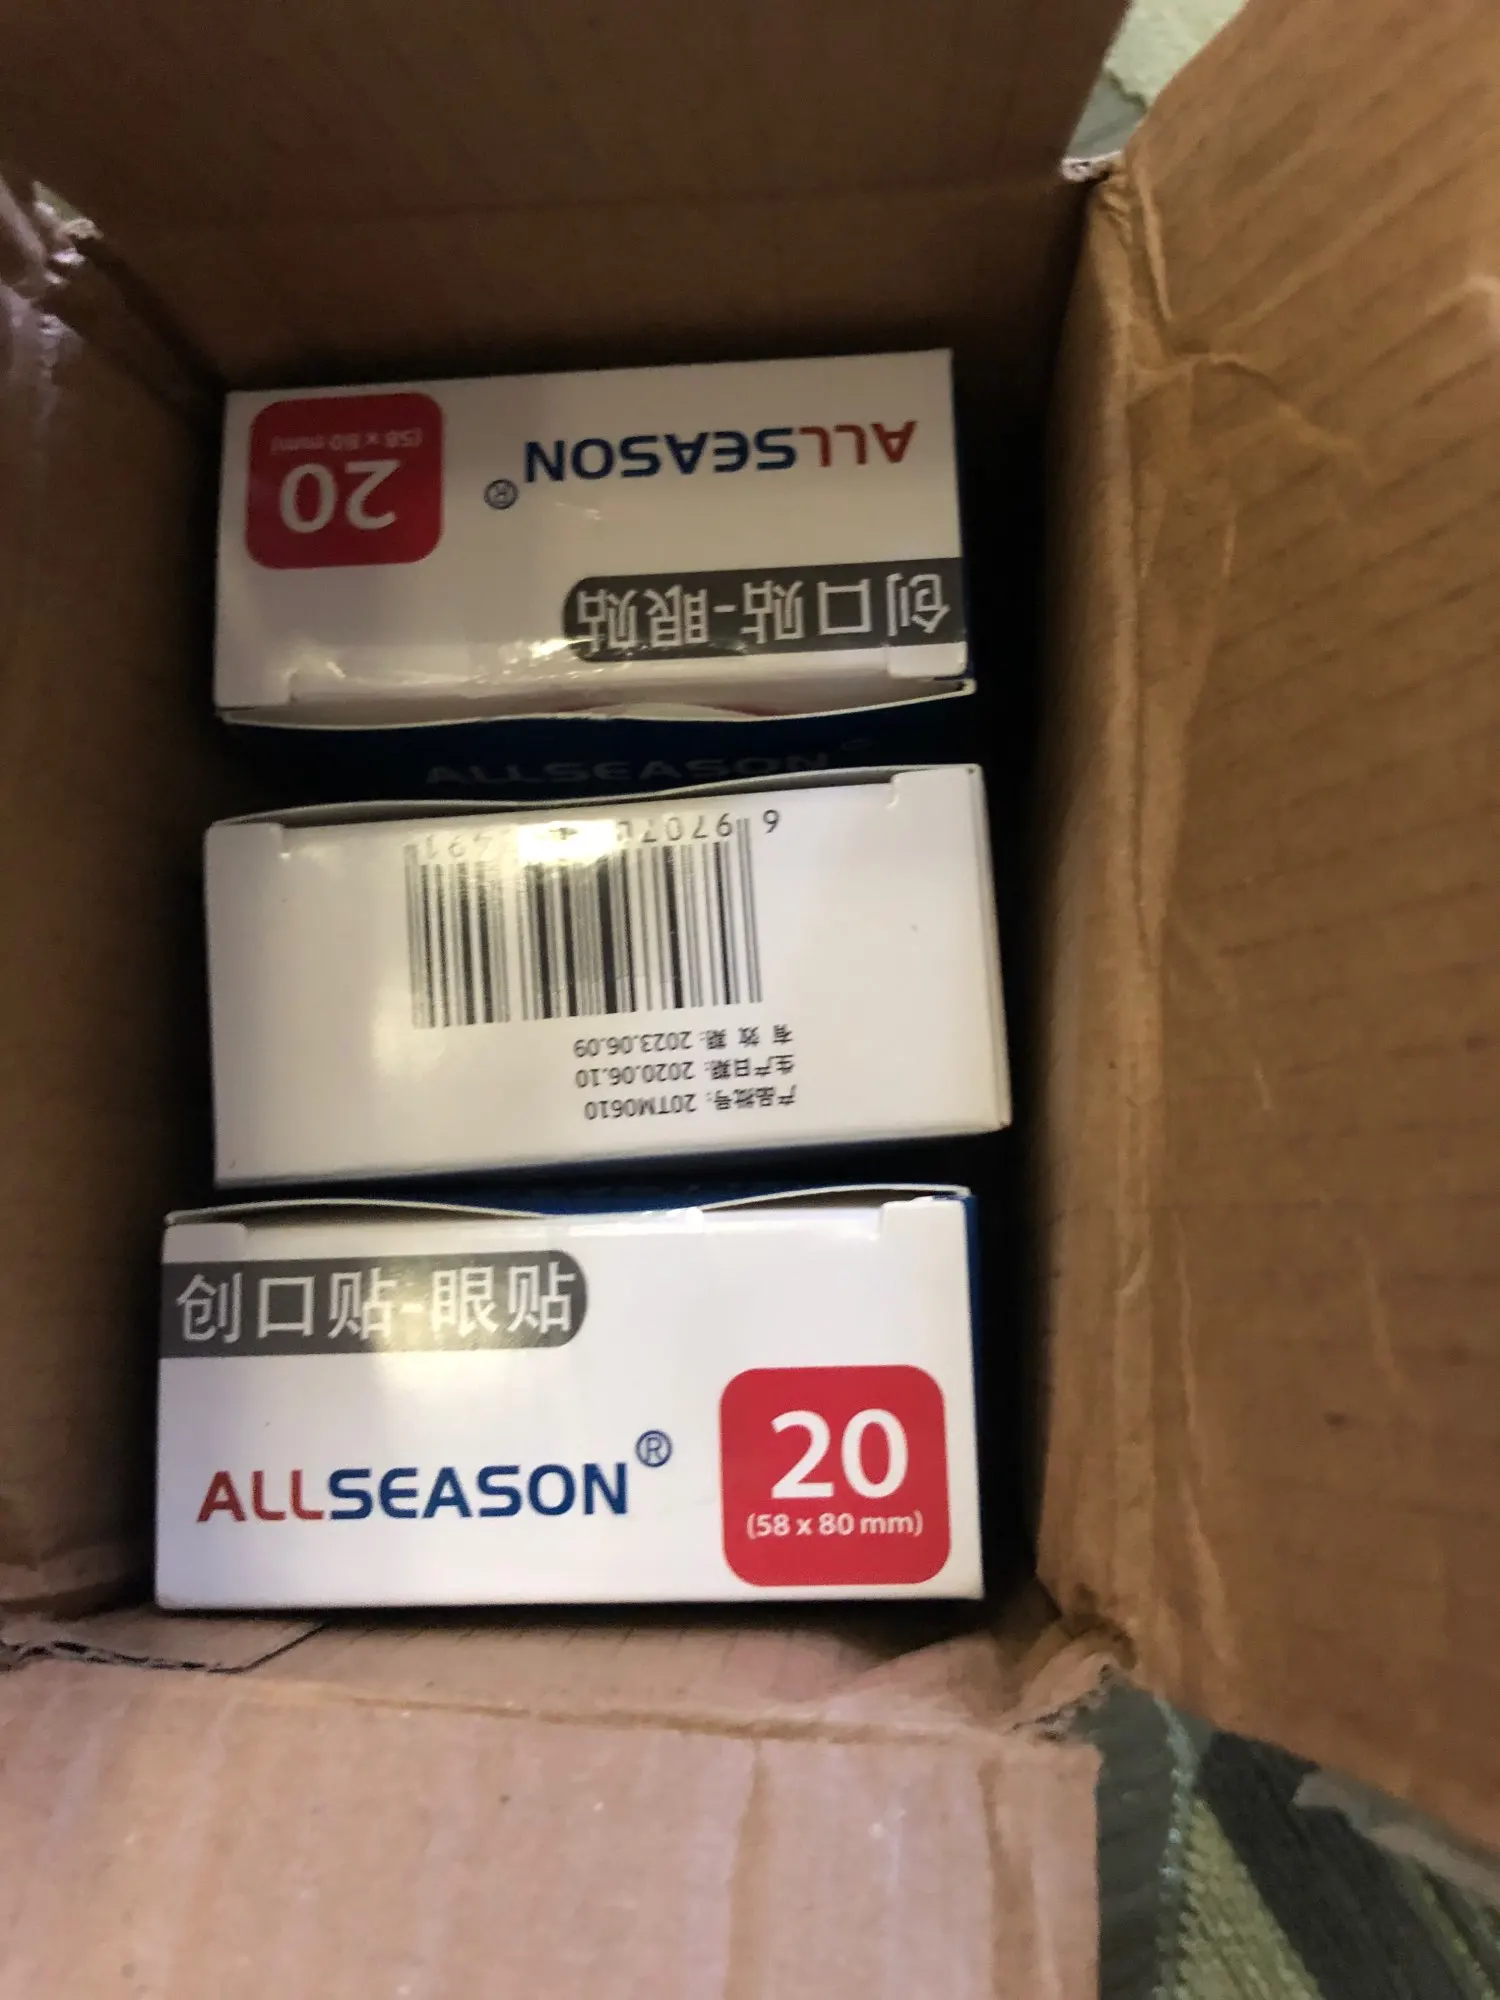 ALLSEASON®
20
(58 x 80 mm)
创口贴-眼贴
ALLSEASON
产品批号：20TM0610
生产日期：2020.06.10
有 效 期：2023.06.09
创口贴-眼贴
ALLSEASON®
20
(58 x 80 mm)